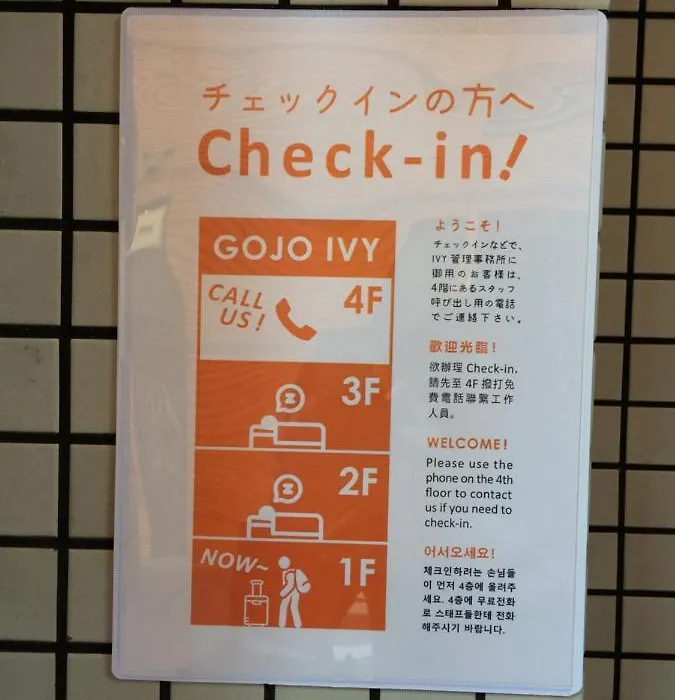 チェックインの方へ
Check-in!
GOJO IVY
CALL
US!
4F
3F
2F
NOW~
1F
ようこそ!
チェックインなどで、
IVY 管理事務所に
御用のお客様は、
4階にあるスタッフ
呼び出し用の電話
でご連絡下さい。
歡迎光臨!
欲辦理 Check-in,
請先至 4F 撥打免
費電話聯繫工作
人員。
WELCOME!
Please use the
phone on the 4th
floor to contact
us if you need to
check-in.
어서오세요!
체크인하려는 손님들
이 먼저 4층에 올려주
세요. 4층에 무료전화
로 스태프들한테 전화
해주시기 바랍니다.